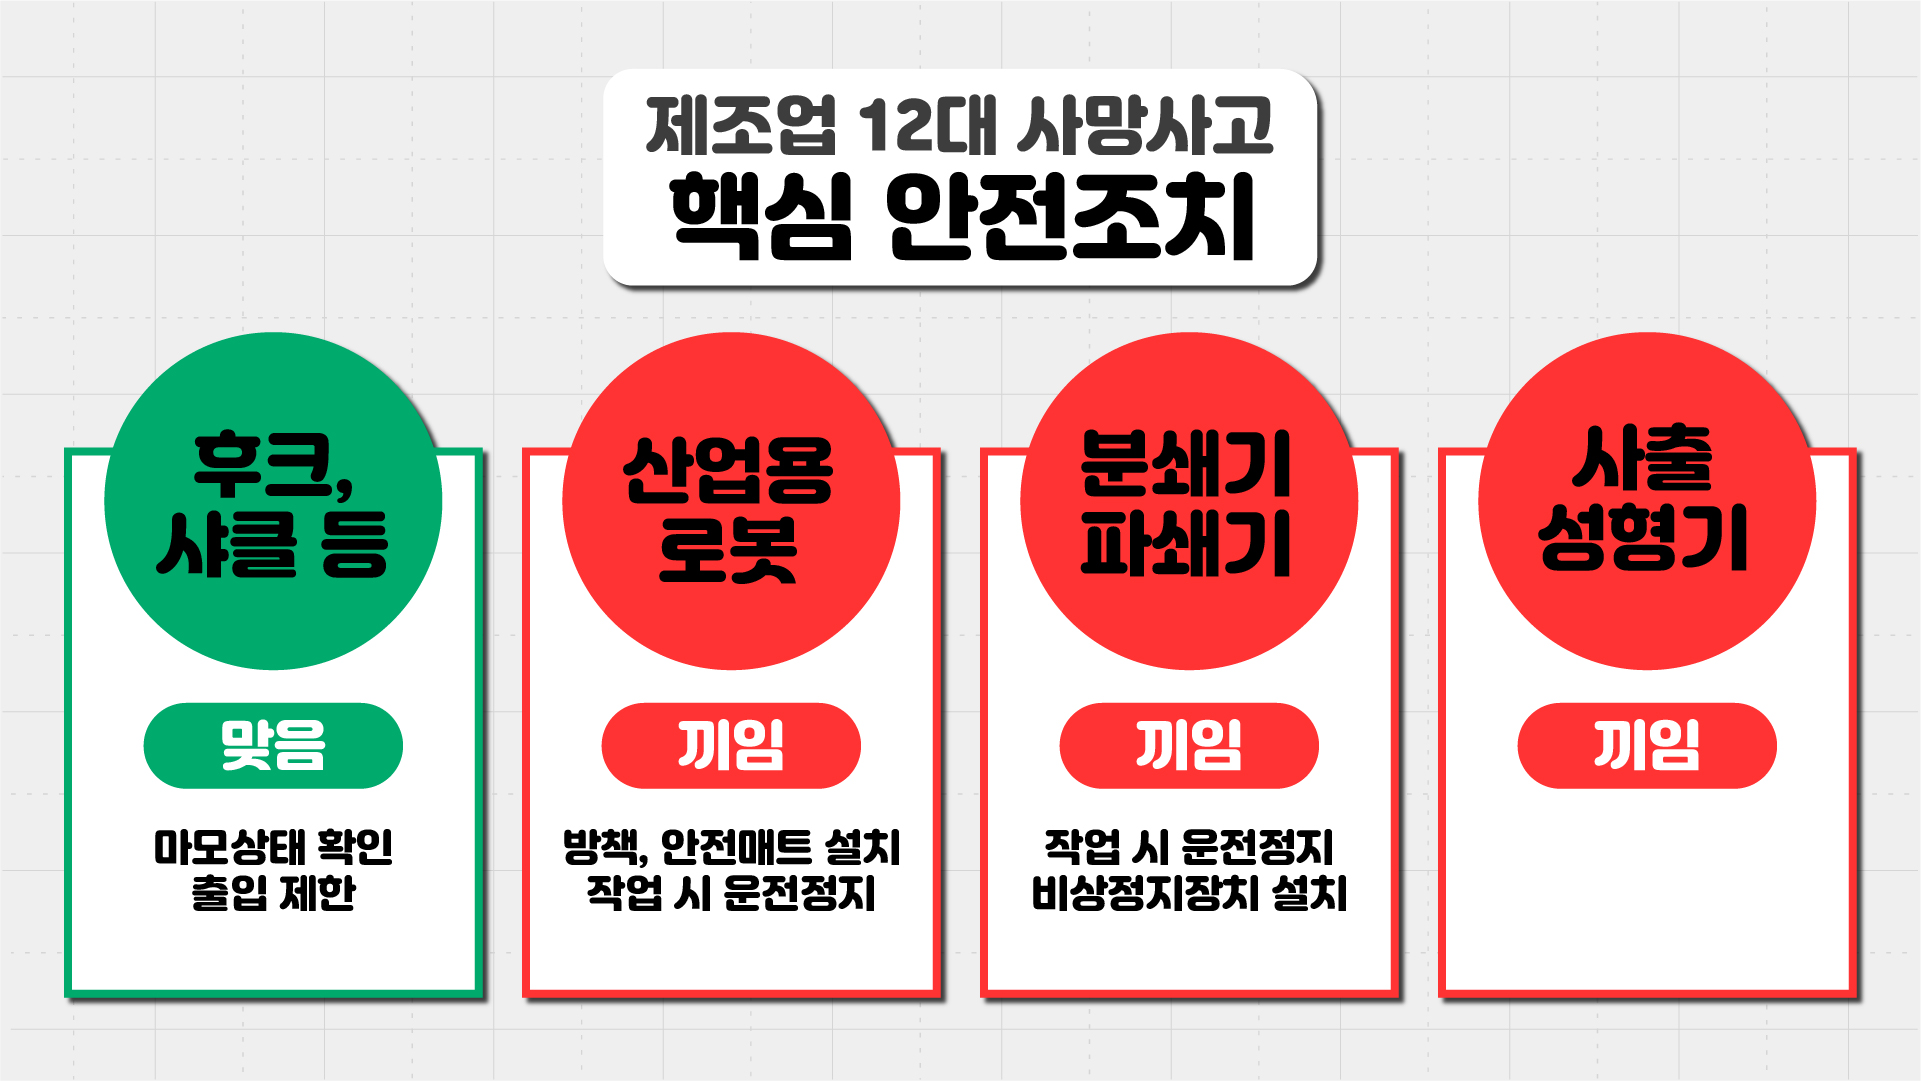 제조업 12대 사망사고
핵심 안전조치
후크,
샤클 등
맞음
마모상태 확인
출입 제한
산업용
로봇
끼임
방책, 안전매트 설치
작업 시 운전정지
분쇄기
파쇄기
끼임
작업 시 운전정지
비상정지장치 설치
사출
성형기
끼임